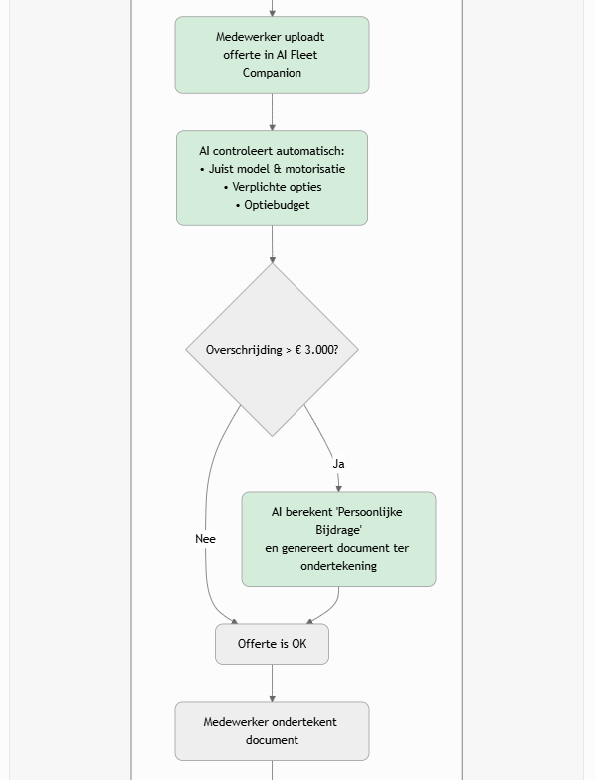 Medewerker uploadt
offerte in AI Fleet
Companion
AI controleert automatisch:
• Juist model & motorisatie
• Verplichte opties
• Optiebudget
Overschrijding > € 3.000?
Ja
AI berekent 'Persoonlijke
Bijdrage'
en genereert document ter
ondertekening
Nee
Offerte is OK
Medewerker ondertekent
document